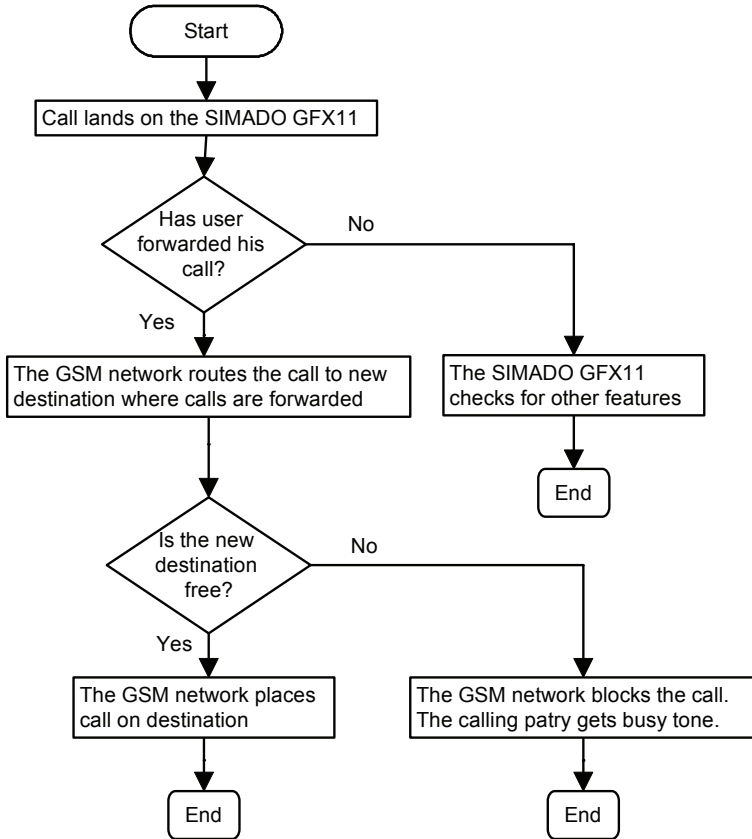 Start
Call lands on the SIMADO GFX11
Has user
forwarded his
call?
No
Yes
The GSM network routes the call to new
destination where calls are forwarded
The SIMADO GFX11
checks for other features
End
Is the new
destination
free?
No
Yes
The GSM network places
call on destination
The GSM network blocks the call.
The calling patry gets busy tone.
End
End